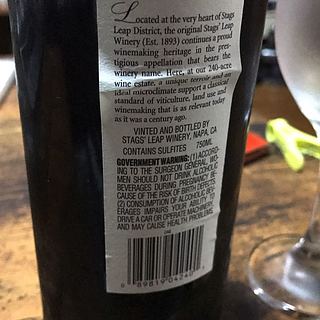 Located at the very heart of Stags
Leap District, the original Stags' Leap
Winery (Est. 1893) continues a proud
winemaking heritage in the pres-
tigious appellation that bears the
winery name. Here, at our 240-acre
wine estate, a unique terroir and an
ideal microclimate support a classical
standard of viticulture, land use and
winemaking that is as relevant today
as it was a century ago.
VINTED AND BOTTLED BY
STAGS' LEAP WINERY, NAPA, CA
CONTAINS SULFITES 750ML
GOVERNMENT WARNING: (1) ACCORD-
ING TO THE SURGEON GENERAL, WO-
MEN SHOULD NOT DRINK ALCOHOLIC
BEVERAGES DURING PREGNANCY BE-
CAUSE OF THE RISK OF BIRTH DEFECTS.
(2) CONSUMPTION OF ALCOHOLIC BEV-
ERAGES IMPAIRS YOUR ABILITY TO
DRIVE A CAR OR OPERATE MACHINERY,
AND MAY CAUSE HEALTH PROBLEMS.